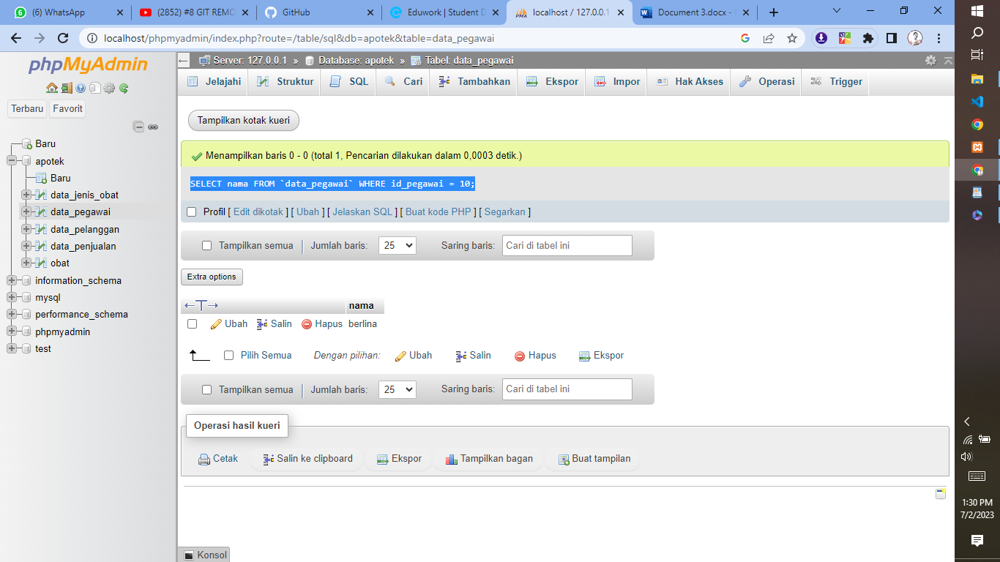 (6) WhatsApp
(2852) #8 GIT REMO
GitHub
Eduwork | Student D
localhost / 127.0.0.1
Document 3.docx -
localhost/phpmyadmin/index.php?route=/table/sql&db=apotek&table=data_pegawai
phpMyAdmin
Server: 127.0.0.1 » Database: apotek » Tabel: data_pegawai
Jelajahi Struktur SQL Cari Tambahkan Ekspor Impor Hak Akses Operasi Trigger
Terbaru Favorit
Baru
apotek
Baru
data_jenis_obat
data_pegawai
data_pelanggan
data_penjualan
obat
information_schema
mysql
performance_schema
phpmyadmin
test
Tampilkan kotak kueri
Menampilkan baris 0 - 0 (total 1, Pencarian dilakukan dalam 0,0003 detik.)
SELECT nama FROM `data_pegawai` WHERE id_pegawai = 10;
Profil [ Edit dikotak ] [ Ubah ] [ Jelaskan SQL ] [ Buat kode PHP ] [ Segarkan ]
Tampilkan semua Jumlah baris: 25 Saring baris: Cari di tabel ini
Extra options
←T→ nama
Ubah Salin Hapus berlina
Pilih Semua Dengan pilihan: Ubah Salin Hapus Ekspor
Tampilkan semua Jumlah baris: 25 Saring baris: Cari di tabel ini
Operasi hasil kueri
Cetak Salin ke clipboard Ekspor Tampilkan bagan Buat tampilan
Konsol
1:30 PM
7/2/2023